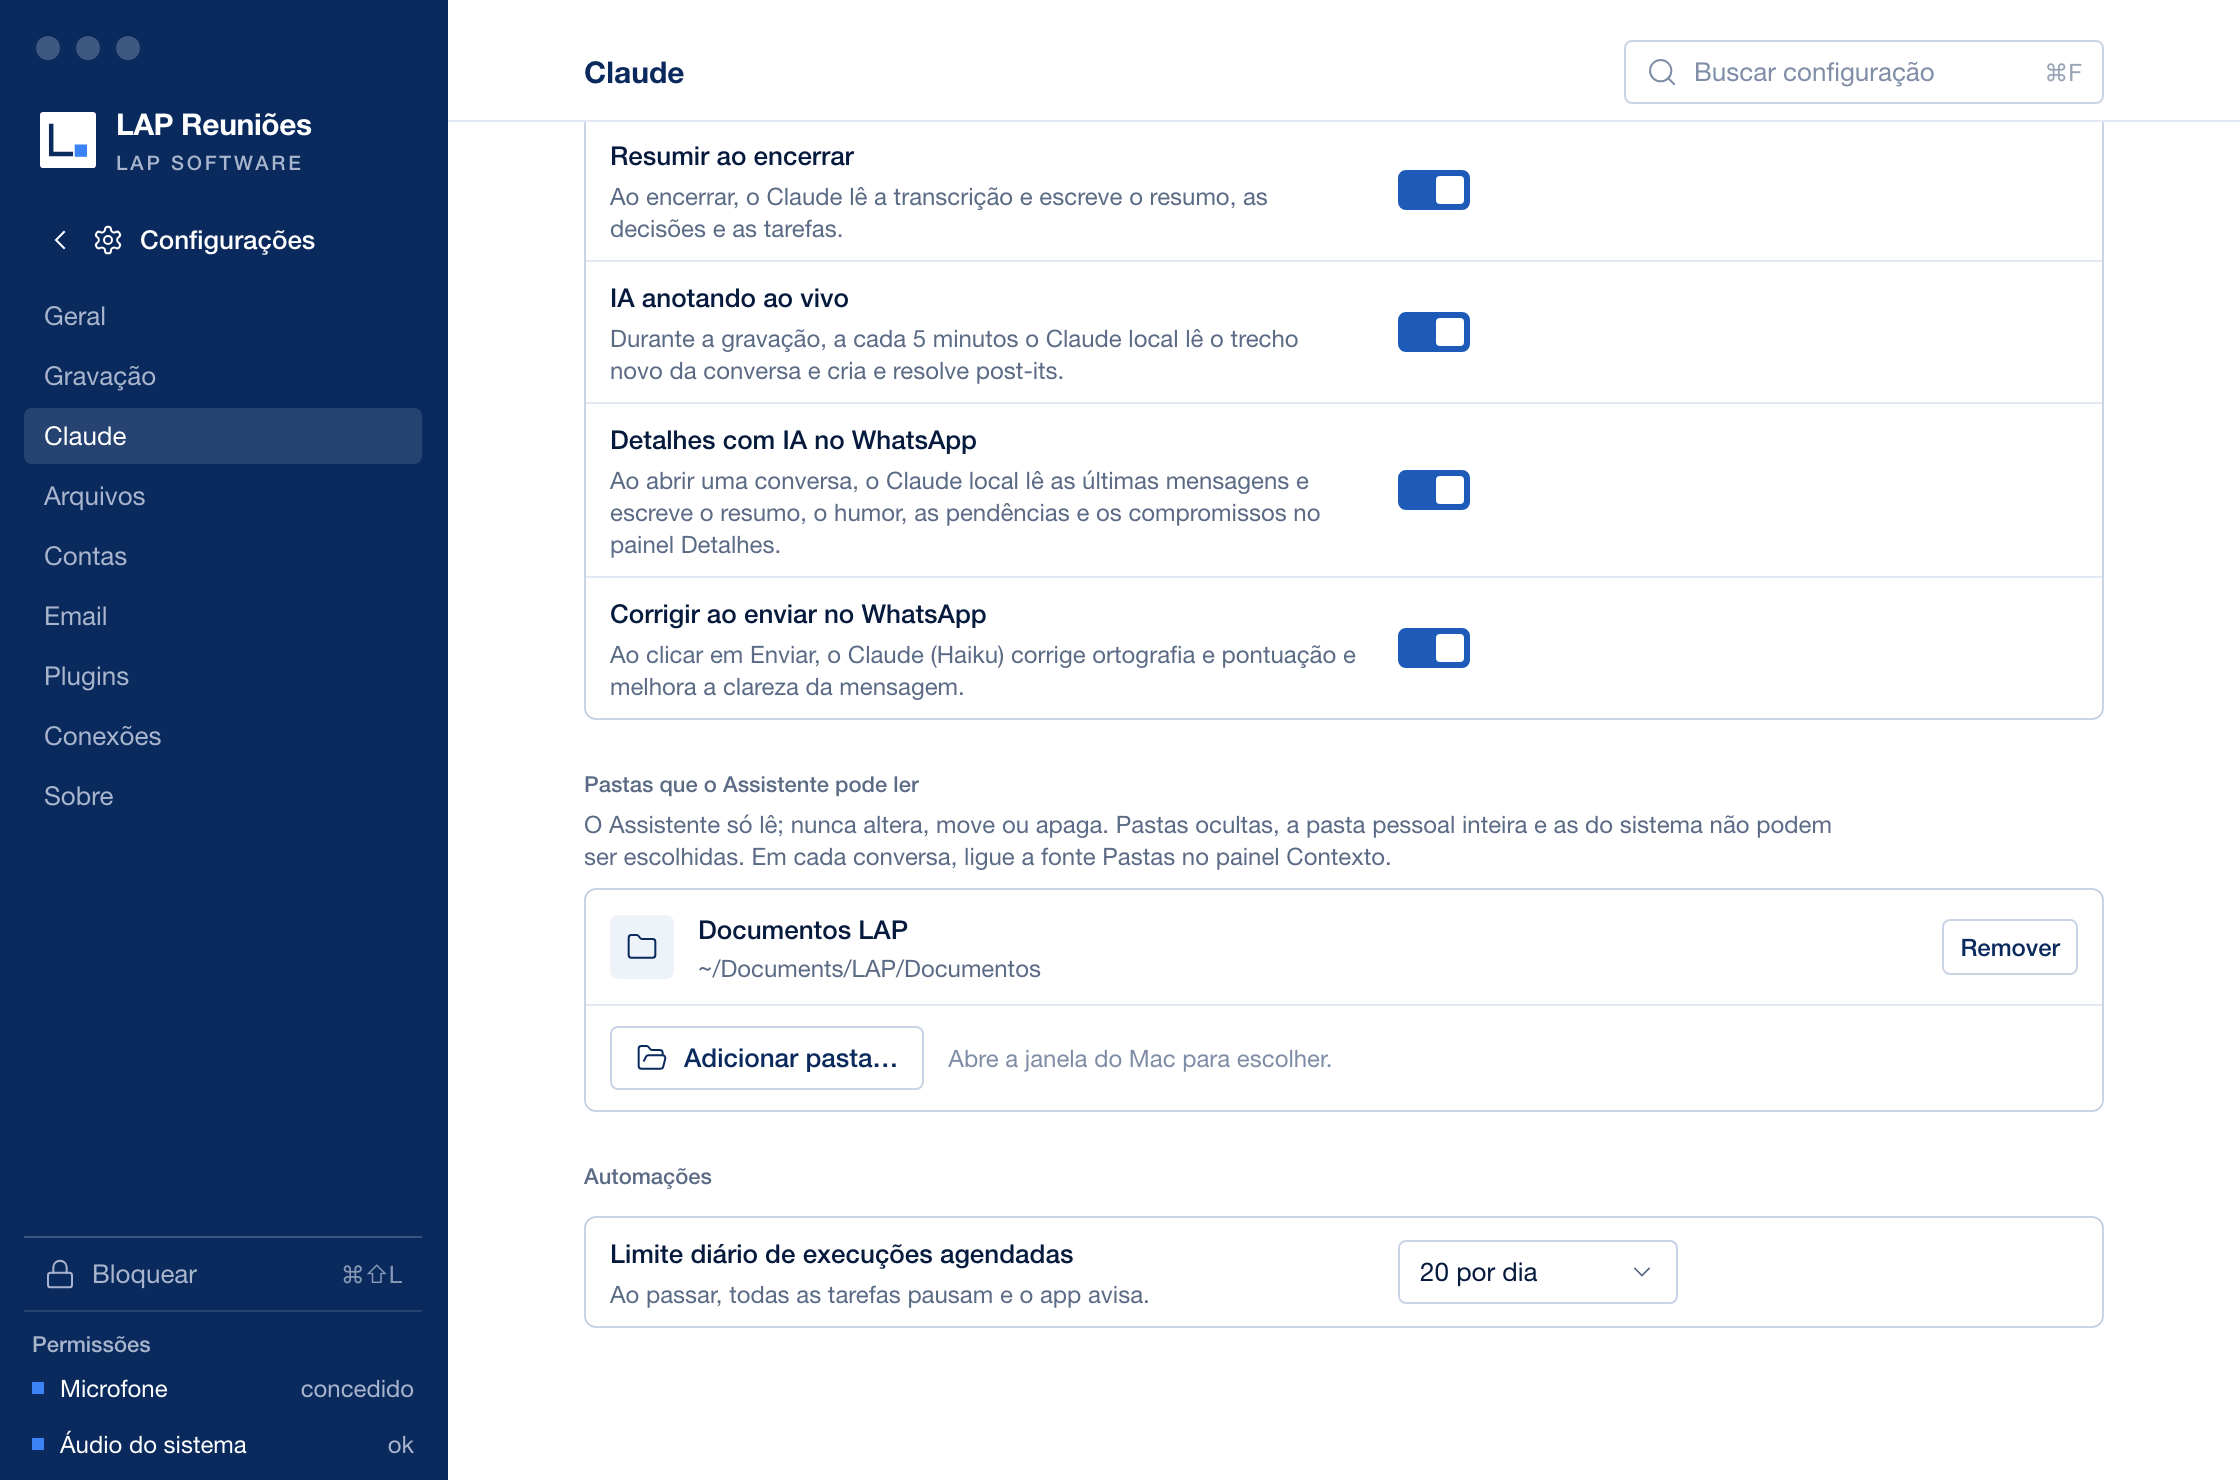 LAP Reuniões
LAP SOFTWARE
Configurações
Geral
Gravação
Claude
Arquivos
Contas
Email
Plugins
Conexões
Sobre
Bloquear ⌘⇧L
Permissões
Microfone concedido
Áudio do sistema ok
Claude
Buscar configuração ⌘F
Resumir ao encerrar
Ao encerrar, o Claude lê a transcrição e escreve o resumo, as
decisões e as tarefas.
IA anotando ao vivo
Durante a gravação, a cada 5 minutos o Claude local lê o trecho
novo da conversa e cria e resolve post-its.
Detalhes com IA no WhatsApp
Ao abrir uma conversa, o Claude local lê as últimas mensagens e
escreve o resumo, o humor, as pendências e os compromissos no
painel Detalhes.
Corrigir ao enviar no WhatsApp
Ao clicar em Enviar, o Claude (Haiku) corrige ortografia e pontuação e
melhora a clareza da mensagem.
Pastas que o Assistente pode ler
O Assistente só lê; nunca altera, move ou apaga. Pastas ocultas, a pasta pessoal inteira e as do sistema não podem
ser escolhidas. Em cada conversa, ligue a fonte Pastas no painel Contexto.
Documentos LAP
~/Documents/LAP/Documentos
Remover
Adicionar pasta... Abre a janela do Mac para escolher.
Automações
Limite diário de execuções agendadas
Ao passar, todas as tarefas pausam e o app avisa.
20 por dia